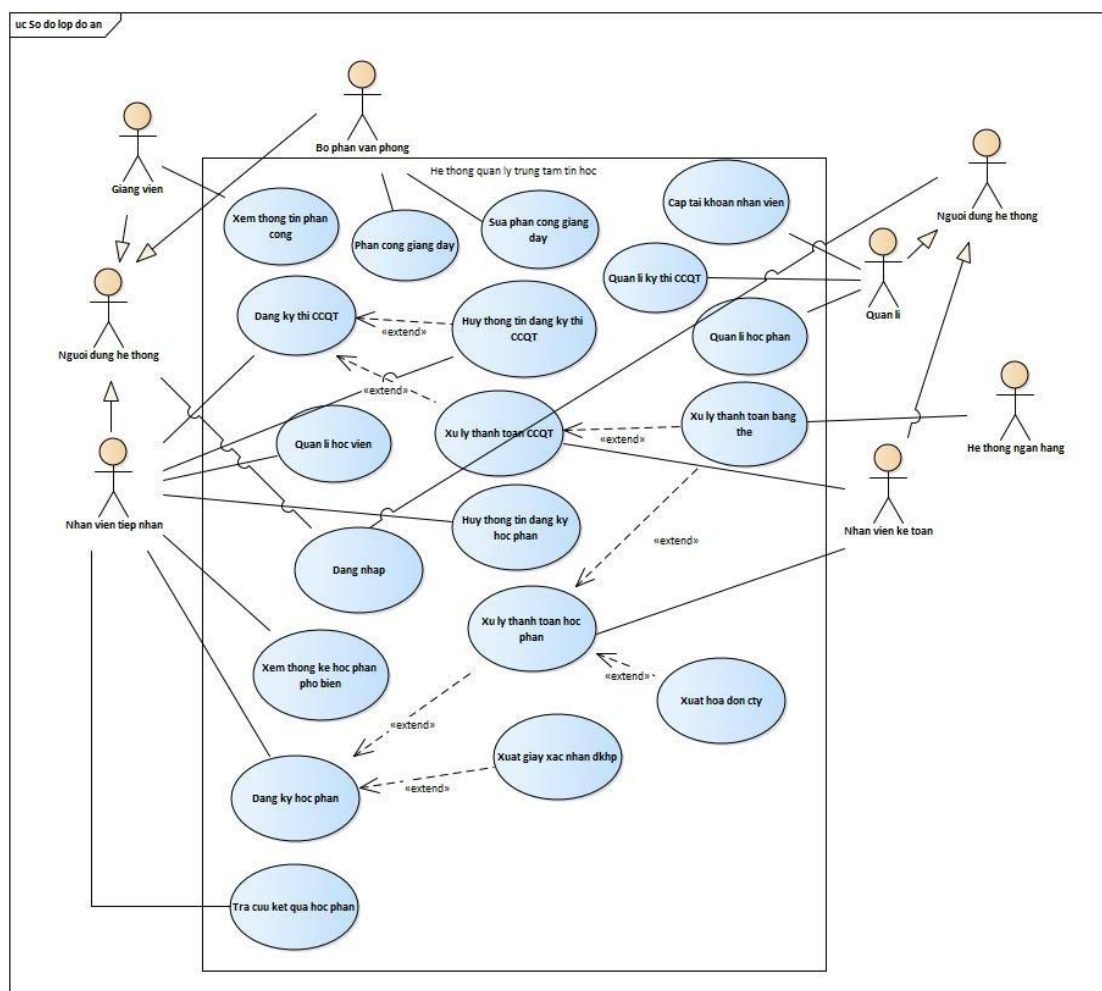 uc So do lop do an
Bo phan van phong
Giang vien
He thong quan ly trung tam tin hoc
Nguoi dung he thong
Xem thong tin phan
cong
Phan cong giang day
Sua phan cong giang
day
Cap tai khoan nhan vien
Quan li ky thi CCQT
Quan li
Nguoi dung he thong
Dang ky thi CCQT
«extend»
Huy thong tin dang ky thi
CCQT
Quan li hoc phan
«extend»
Quan li hoc vien
Xu ly thanh toan CCQT
«extend»
Xu ly thanh toan bang
the
He thong ngan hang
Nhan vien tiep nhan
Huy thong tin dang ky
hoc phan
Nhan vien ke toan
«extend»
Dang nhap
Xu ly thanh toan hoc
phan
Xem thong ke hoc phan
pho bien
«extend»
Xuat hoa don cty
«extend»
Xuat giay xac nhan dkhp
«extend»
Dang ky hoc phan
Tra cuu ket qua hoc phan